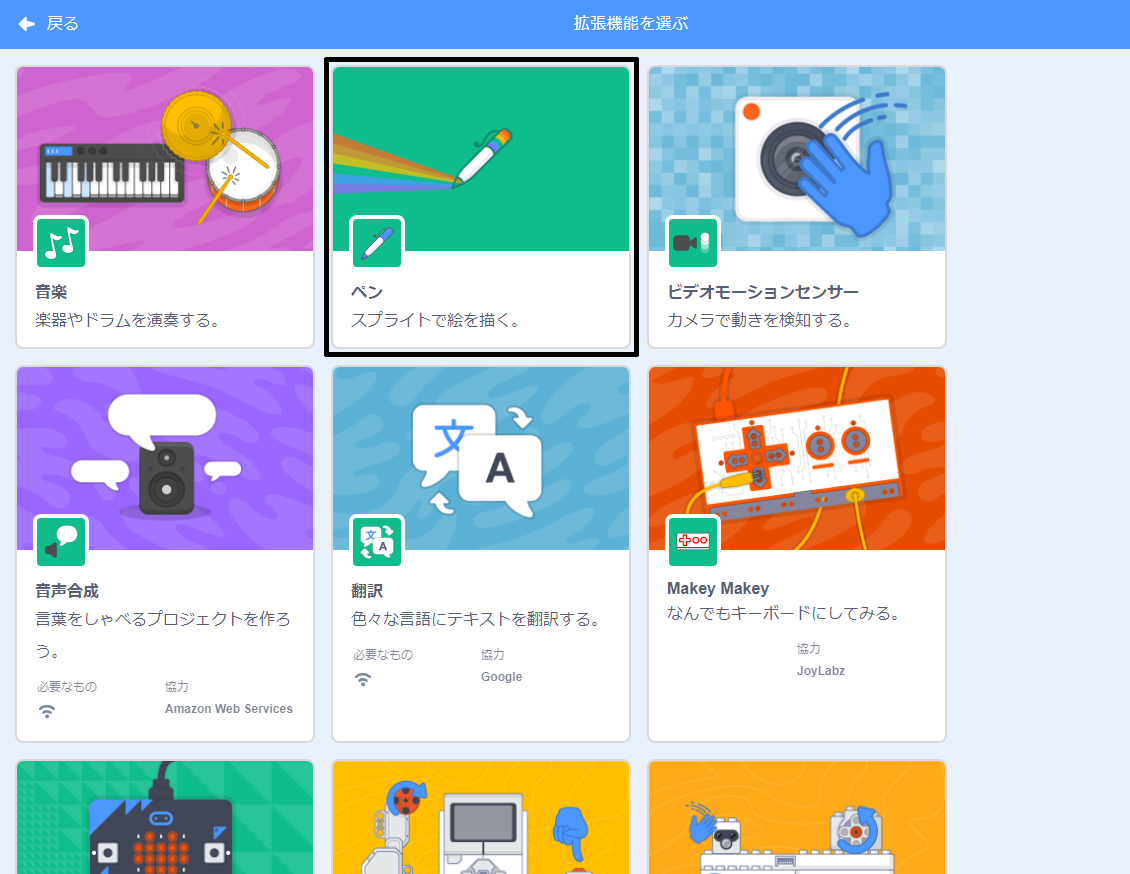 戻る
拡張機能を選ぶ
音楽
楽器やドラムを演奏する。
ペン
スプライトで絵を描く。
ビデオモーションセンサー
カメラで動きを検知する。
文
A
音声合成
言葉をしゃべるプロジェクトを作ろ
う。
必要なもの
協力
Amazon Web Services
文
A
翻訳
色々な言語にテキストを翻訳する。
必要なもの
協力
Google
Makey Makey
なんでもキーボードにしてみる。
協力
JoyLabz